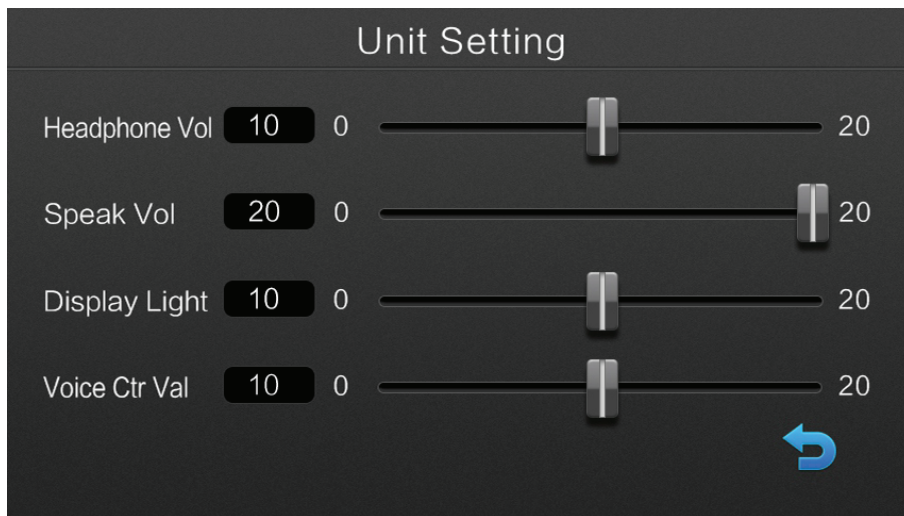 Unit Setting
Headphone Vol 10 0 20
Speak Vol 20 0 20
Display Light 10 0 20
Voice Ctr Val 10 0 20